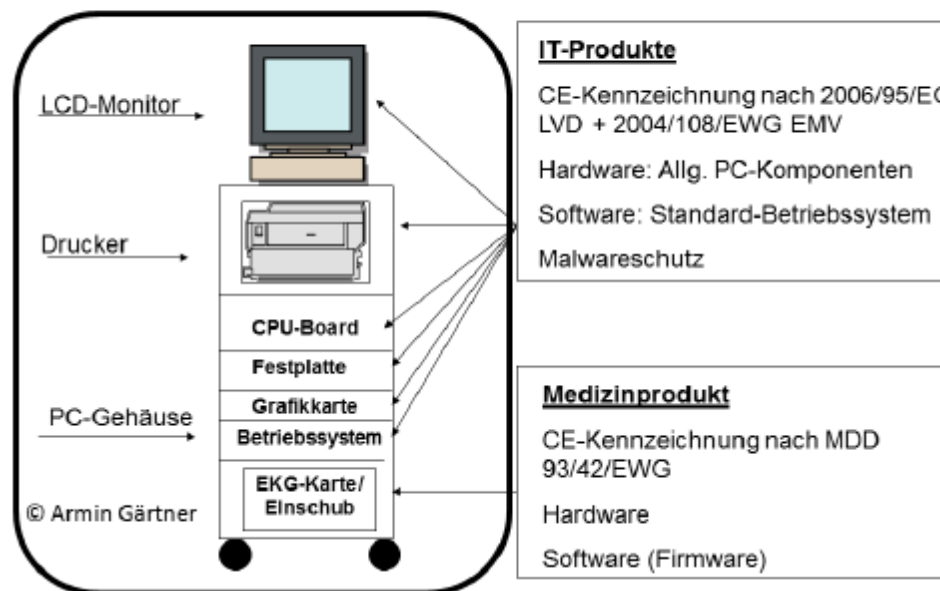 LCD-Monitor
Drucker
CPU-Board
Festplatte
Grafikkarte
PC-Gehäuse
Betriebssystem
EKG-Karte/
Einschub
© Armin Gärtner
IT-Produkte
CE-Kennzeichnung nach 2006/95/EG
LVD + 2004/108/EWG EMV
Hardware: Allg. PC-Komponenten
Software: Standard-Betriebssystem
Malwareschutz
Medizinprodukt
CE-Kennzeichnung nach MDD
93/42/EWG
Hardware
Software (Firmware)